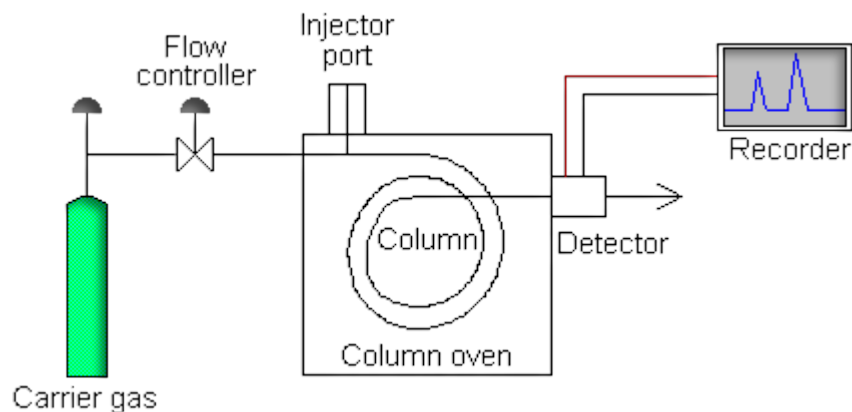 Injector
port
Flow
controller
Recorder
Column
Detector
Column oven
Carrier gas